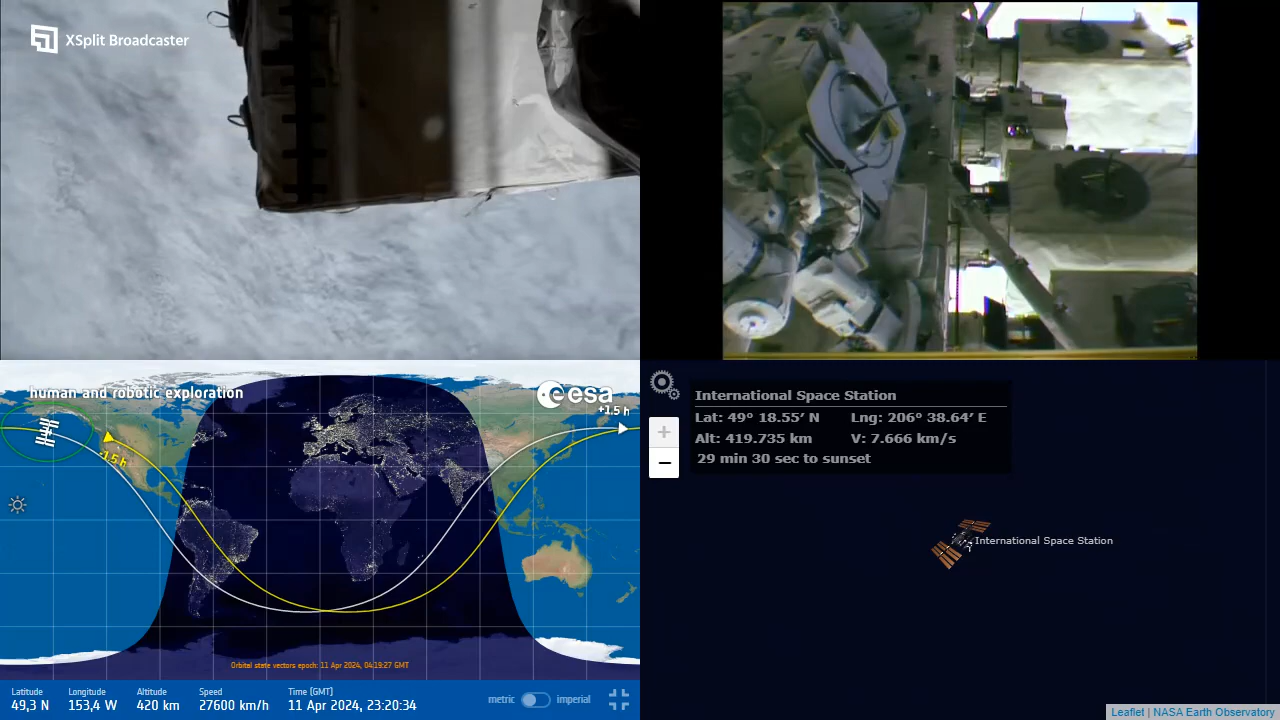 XSplit Broadcaster
human and robotic exploration
esa
+1.5 h
-1.5 h
Orbital state vectors epoch: 11 Apr 2024, 04:19:27 GMT
Latitude
49,3 N
Longitude
153,4 W
Altitude
420 km
Speed
27600 km/h
Time (GMT)
11 Apr 2024, 23:20:34
metric imperial
+
−
International Space Station
Lat: 49° 18.55′ N Lng: 206° 38.64′ E
Alt: 419.735 km V: 7.666 km/s
29 min 30 sec to sunset
International Space Station
Leaflet | NASA Earth Observatory